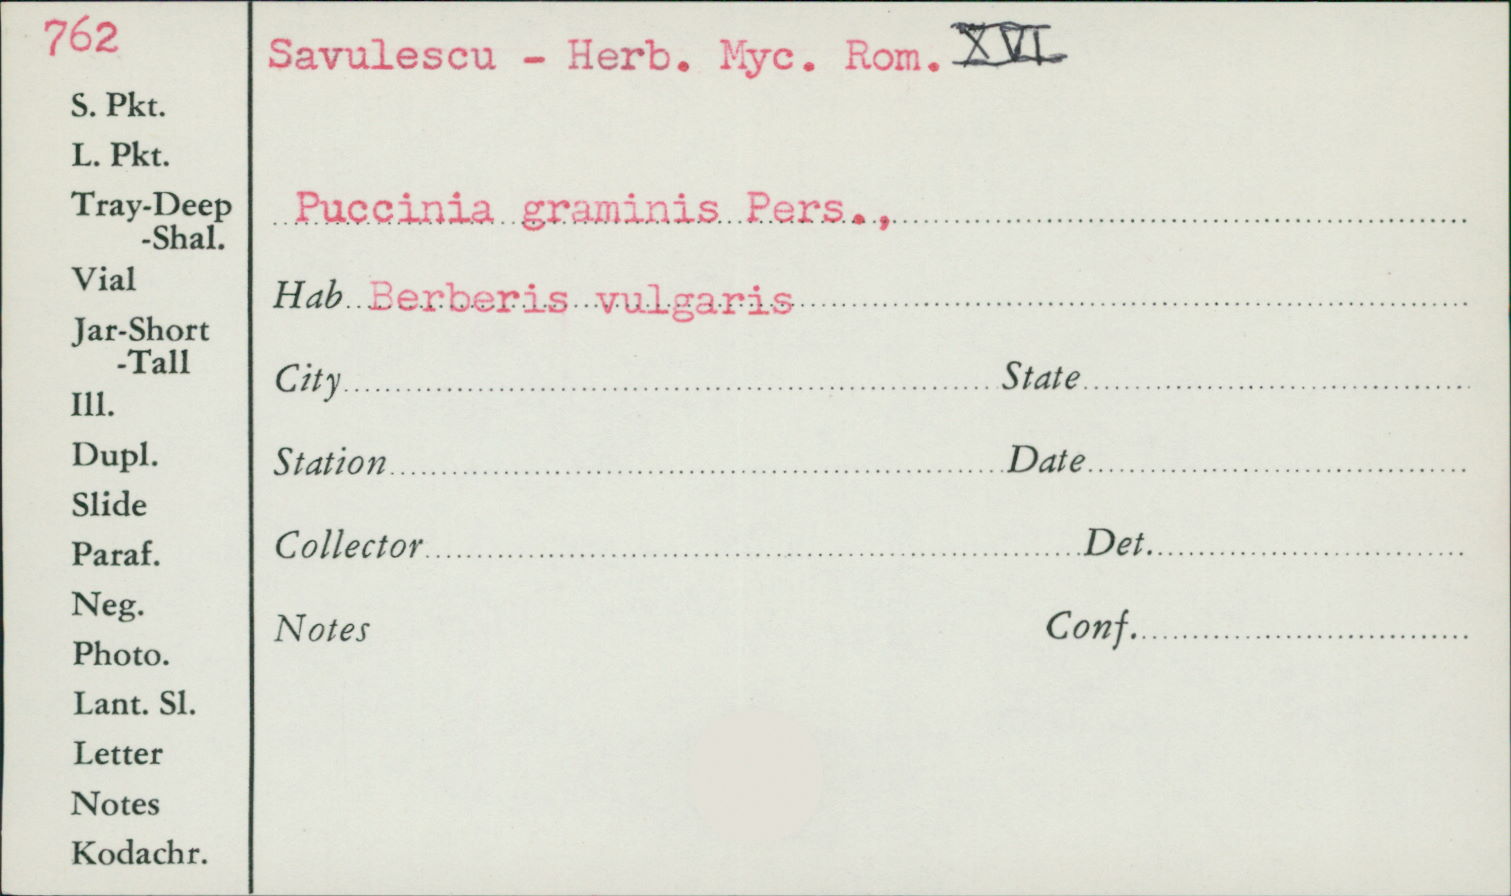 762
Savulescu - Herb. Myc. Rom. XVI
S. Pkt.
L. Pkt.
Tray-Deep
-Shal.
Vial
Jar-Short
-Tall
Ill.
Dupl.
Slide
Paraf.
Neg.
Photo.
Lant. Sl.
Letter
Notes
Kodachr.
Puccinia graminis Pers.,
Hab. Berberis vulgaris
City State
Station Date
Collector Det.
Notes Conf.